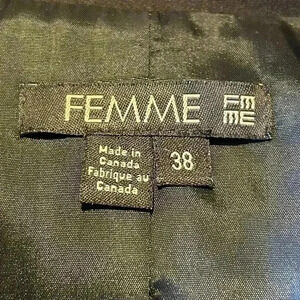 FEMME FM
ME
Made in
Canada
Fabriqué au
Canada
38